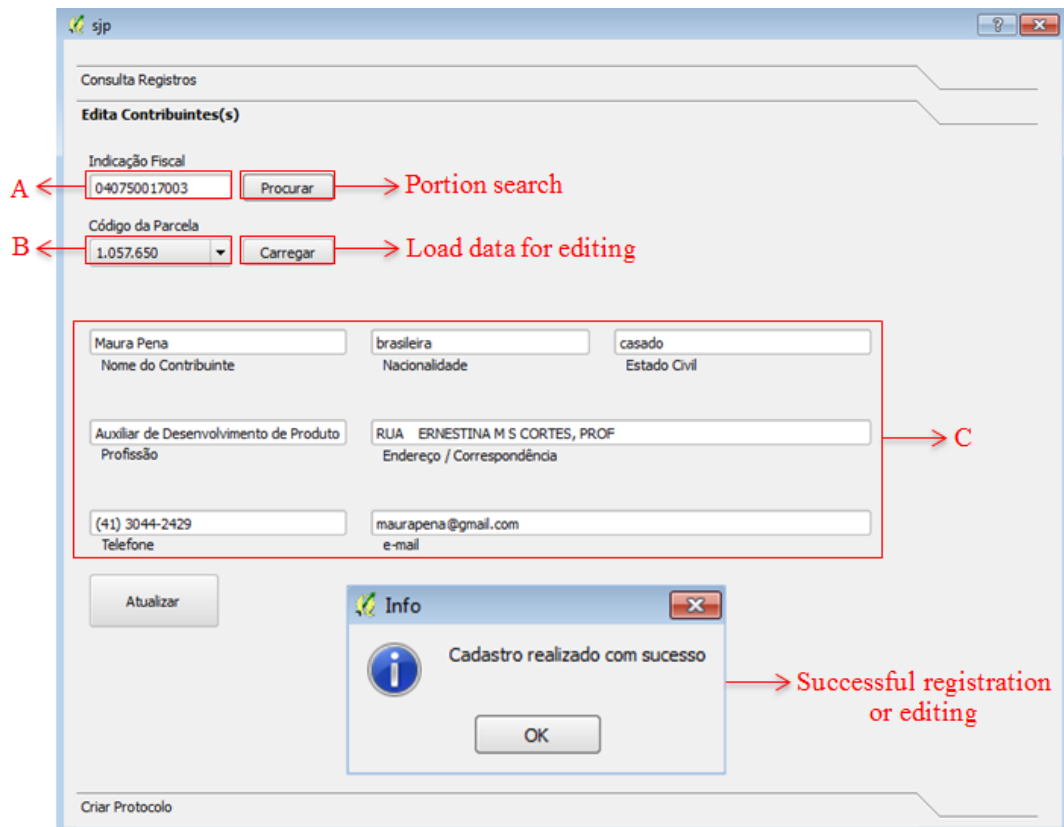 sjp
Consulta Registros
Edita Contribuintes(s)
Indicação Fiscal
A
040750017003
Procurar
Portion search
Código da Parcela
B
1.057.650
Carregar
Load data for editing
Maura Pena
brasileira
casado
Nome do Contribuinte
Nacionalidade
Estado Civil
Auxiliar de Desenvolvimento de Produto
RUA ERNESTINA M S CORTES, PROF
C
Profissão
Endereço / Correspondência
(41) 3044-2429
maurapena@gmail.com
Telefone
e-mail
Atualizar
Info
Cadastro realizado com sucesso
OK
Successful registration
or editing
Criar Protocolo